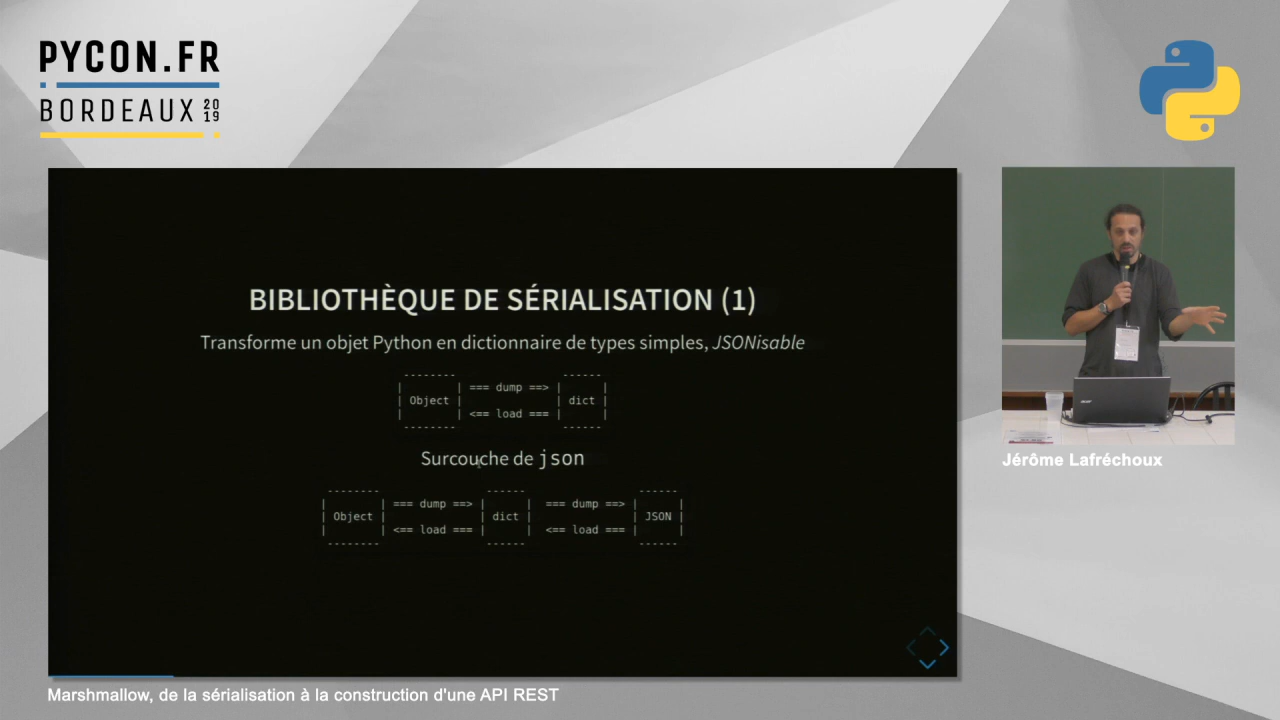 PYCON.FR
BORDEAUX 2019
BIBLIOTHÈQUE DE SÉRIALISATION (1)
Transforme un objet Python en dictionnaire de types simples, JSONisable
-------- ------
| | === dump ==> | |
| Object | | dict |
| | <== load === | |
-------- ------
Surcouche de json
-------- ------ ------
| | === dump ==> | | === dump ==> | |
| Object | | dict | | JSON |
| | <== load === | | <== load === | |
-------- ------ ------
acer
Jérôme Lafréchoux
Marshmallow, de la sérialisation à la construction d'une API REST